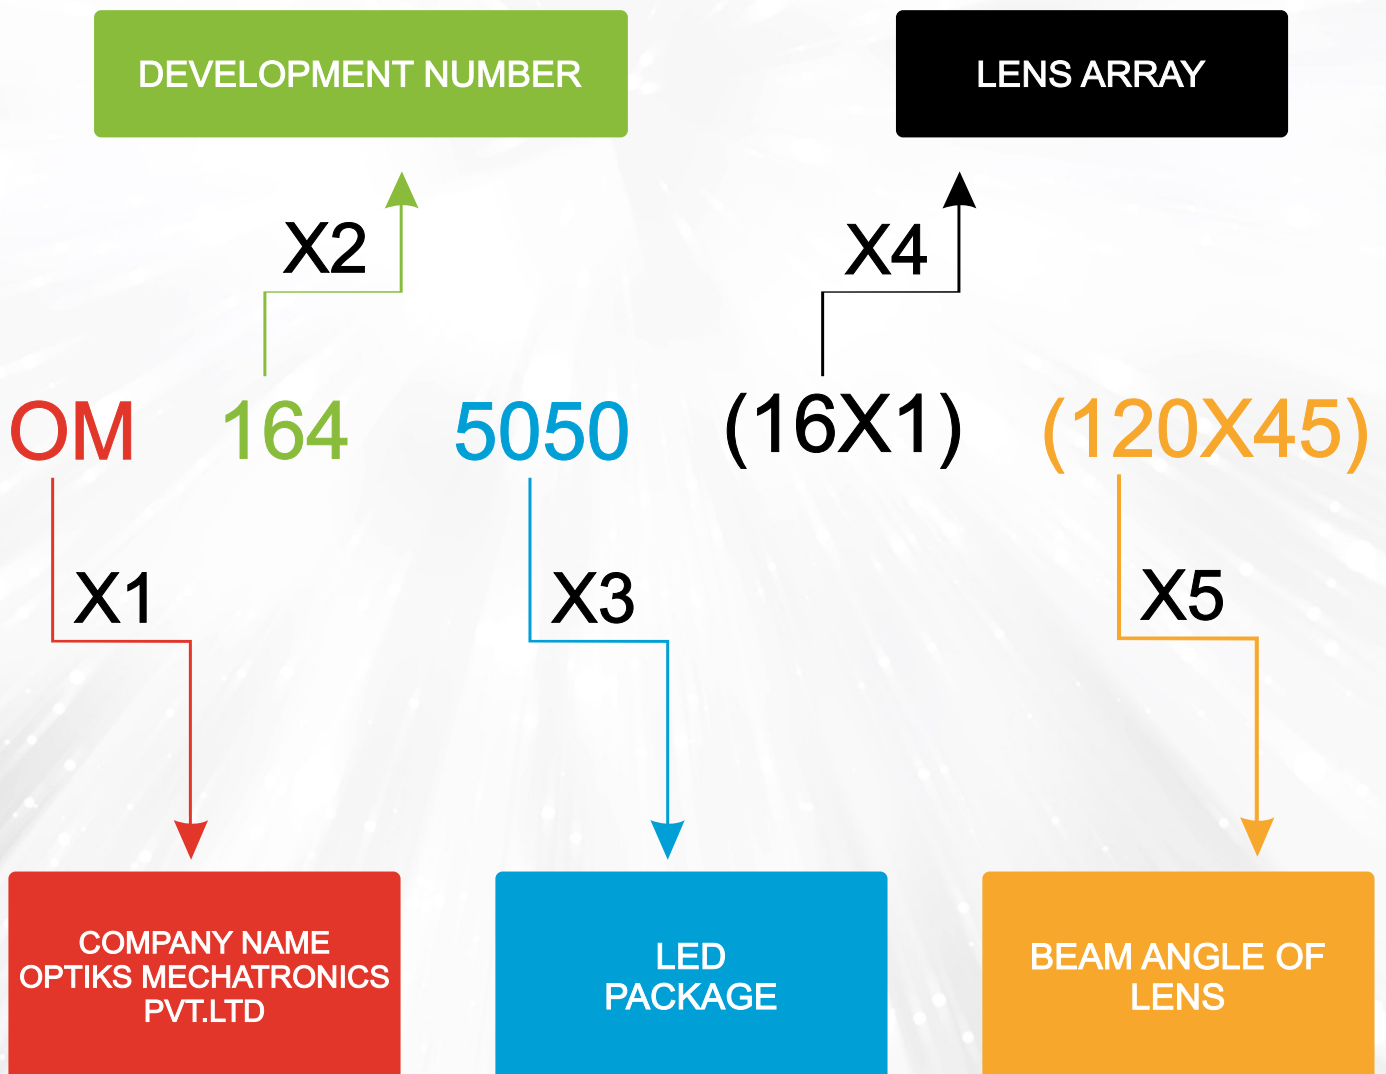 DEVELOPMENT NUMBER
LENS ARRAY
X2
X4
OM 164 5050 (16X1) (120X45)
X1
X3
X5
COMPANY NAME
OPTIKS MECHATRONICS
PVT.LTD
LED
PACKAGE
BEAM ANGLE OF
LENS